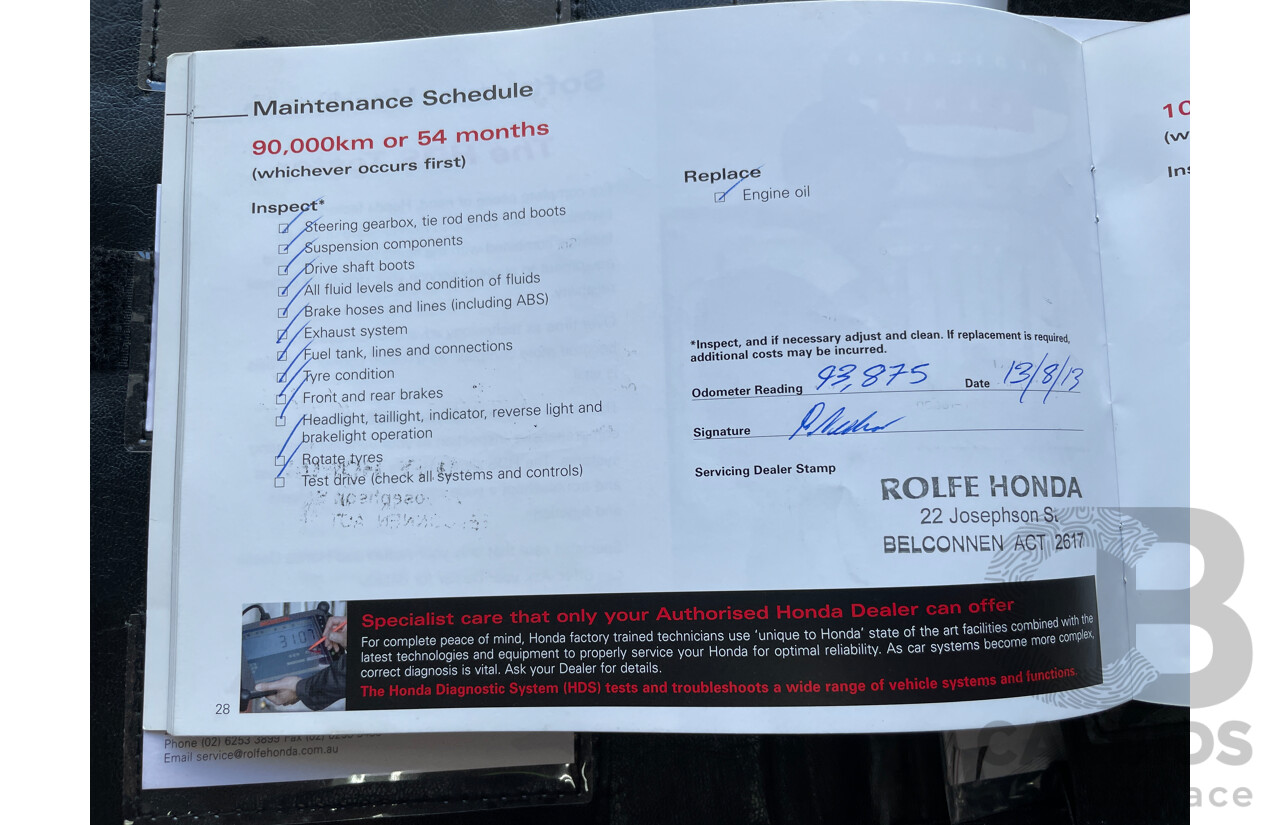 Maintenance Schedule
90,000km or 54 months
(whichever occurs first)
Inspect*
Steering gearbox, tie rod ends and boots
Suspension components
Drive shaft boots
All fluid levels and condition of fluids
Brake hoses and lines (including ABS)
Exhaust system
Fuel tank, lines and connections
Tyre condition
Front and rear brakes
Headlight, taillight, indicator, reverse light and
brakelight operation
Rotate tyres
Test drive (check all systems and controls)
Replace
Engine oil
*Inspect, and if necessary adjust and clean. If replacement is required,
additional costs may be incurred.
Odometer Reading 93,875 Date 13/8/13
Signature
Servicing Dealer Stamp
ROLFE HONDA
22 Josephson St
BELCONNEN ACT 2617
Specialist care that only your Authorised Honda Dealer can offer
For complete peace of mind, Honda factory trained technicians use 'unique to Honda' state of the art facilities combined with the
latest technologies and equipment to properly service your Honda for optimal reliability. As car systems become more complex,
correct diagnosis is vital. Ask your Dealer for details.
The Honda Diagnostic System (HDS) tests and troubleshoots a wide range of vehicle systems and functions.
28
Phone (02) 6253 3899 Fax (02)
Email service@rolfehonda.com.au
10
(w
Ins